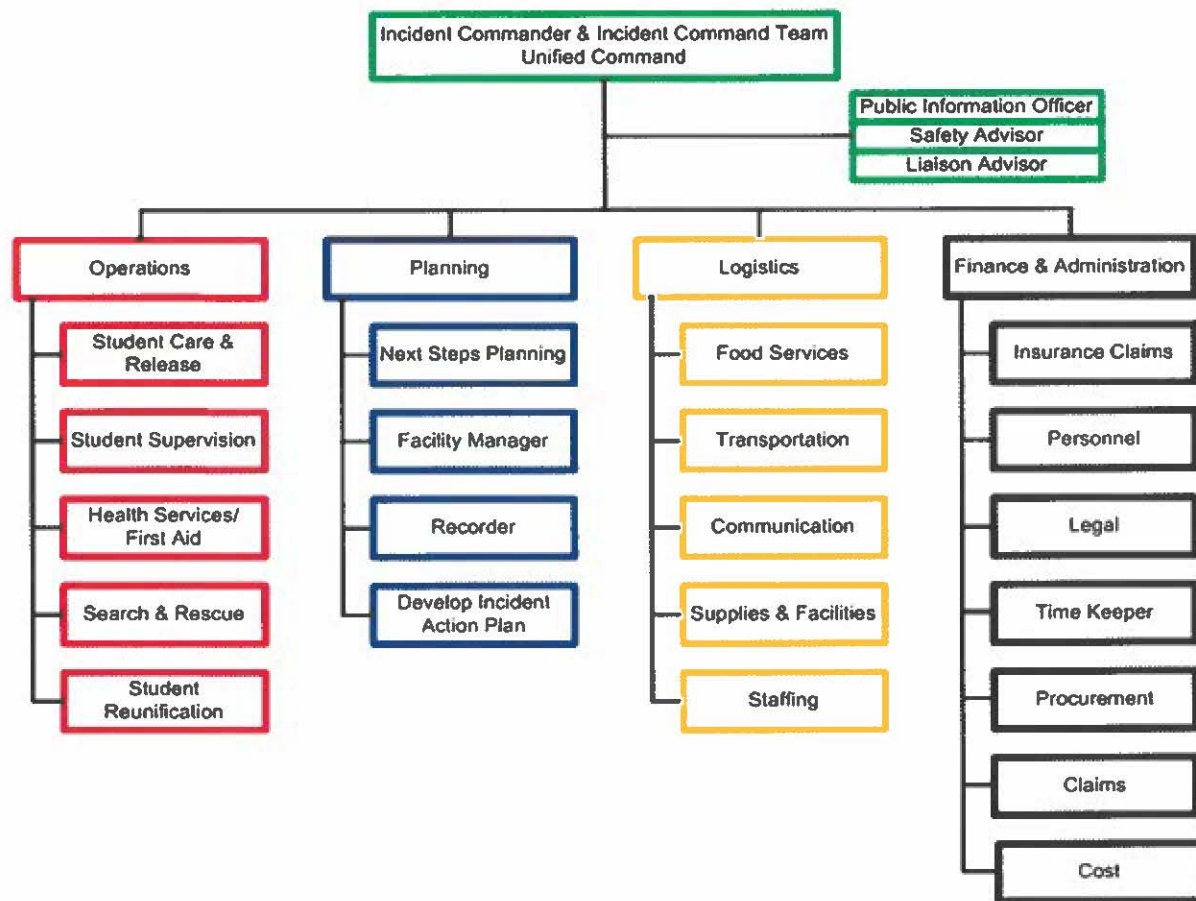 Incident Commander & Incident Command Team
Unified Command
Public Information Officer
Safety Advisor
Liaison Advisor
Operations
Planning
Logistics
Finance & Administration
Student Care &
Release
Next Steps Planning
Food Services
Insurance Claims
Student Supervision
Facility Manager
Transportation
Personnel
Health Services/
First Aid
Recorder
Communication
Legal
Search & Rescue
Develop Incident
Action Plan
Supplies & Facilities
Time Keeper
Student
Reunification
Staffing
Procurement
Claims
Cost